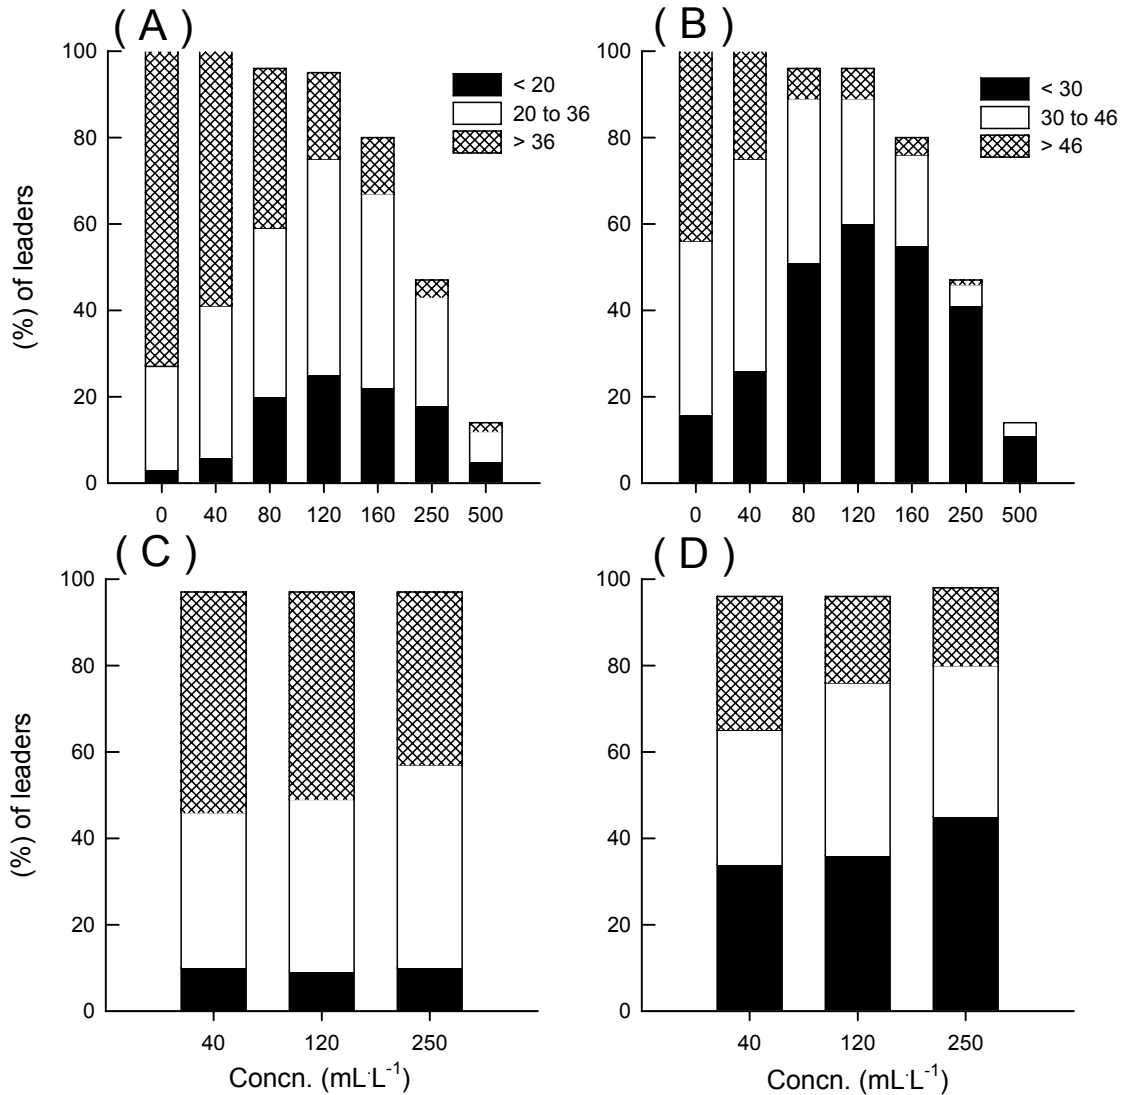 ( A )
( B )
100
80
60
40
20
0
(%) of leaders
< 20
20 to 36
> 36
0 40 80 120 160 250 500
100
80
60
40
20
0
< 30
30 to 46
> 46
0 40 80 120 160 250 500
( C )
( D )
100
80
60
40
20
0
(%) of leaders
40 120 250
Concn. (mL·L⁻¹)
100
80
60
40
20
0
40 120 250
Concn. (mL·L⁻¹)